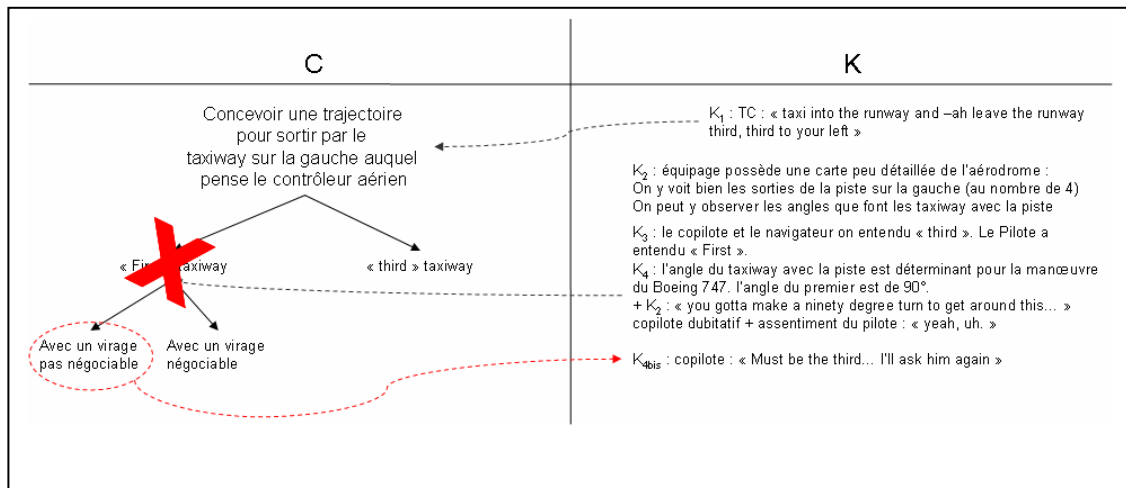 C
K
Concevoir une trajectoire
pour sortir par le
taxiway sur la gauche auquel
pense le contrôleur aérien
« Fi taxiway
« third » taxiway
Avec un virage
pas négociable
Avec un virage
négociable
K1 : TC : « taxi into the runway and –ah leave the runway
third, third to your left »
K2 : équipage possède une carte peu détaillée de l'aérodrome :
On y voit bien les sorties de la piste sur la gauche (au nombre de 4)
On peut y observer les angles que font les taxiway avec la piste
K3 : le copilote et le navigateur on entendu « third ». Le Pilote a
entendu « First ».
K4 : l'angle du taxiway avec la piste est déterminant pour la manœuvre
du Boeing 747. l'angle du premier est de 90°.
+ K2 : « you gotta make a ninety degree turn to get around this... »
copilote dubitatif + assentiment du pilote : « yeah, uh. »
K4bis : copilote : « Must be the third... I'll ask him again »